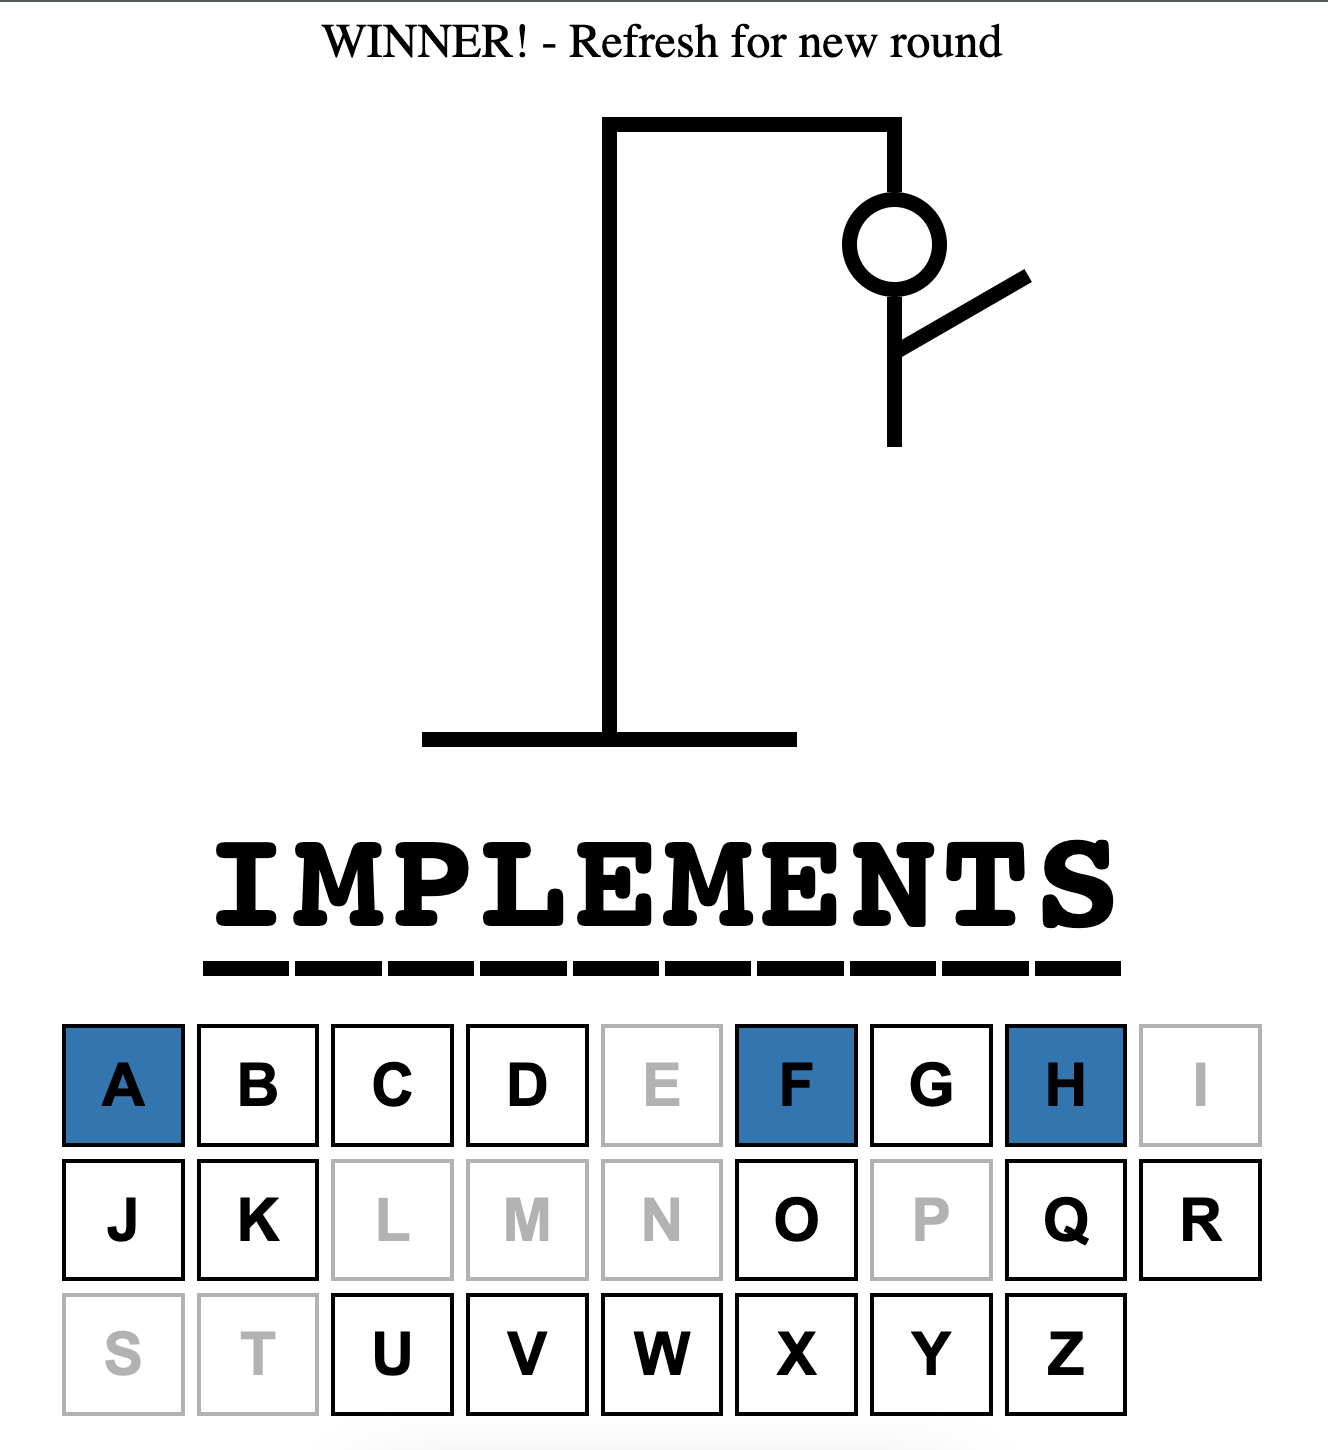 WINNER! - Refresh for new round
IMPLEMENTS
A B C D E F G H I
J K L M N O P Q R
S T U V W X Y Z